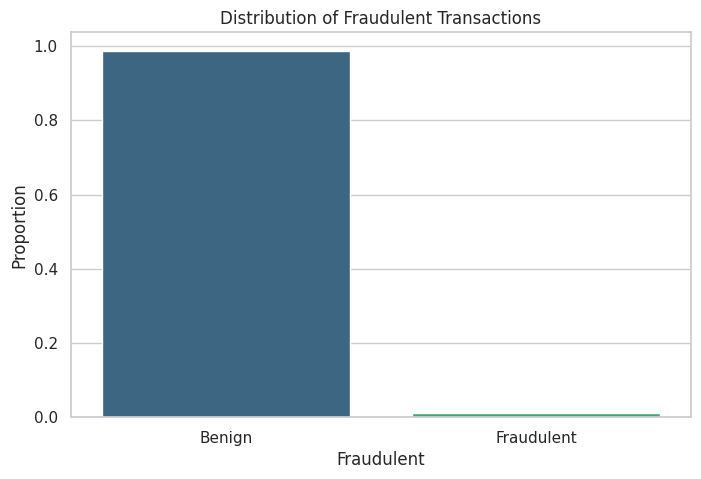 Distribution of Fraudulent Transactions
1.0
0.8
0.6
0.4
0.2
0.0
Proportion
Benign
Fraudulent
Fraudulent